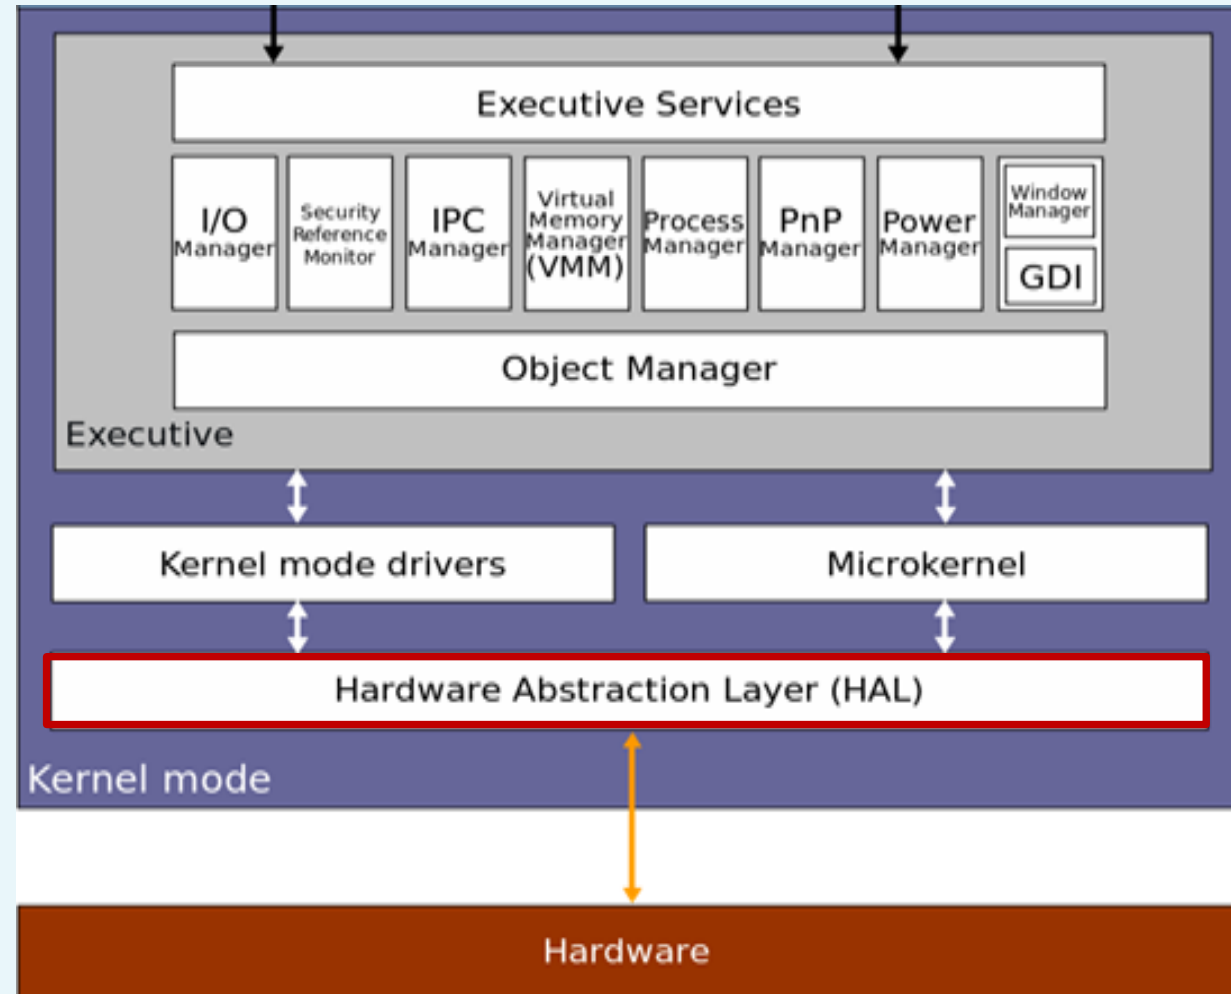 Executive Services
I/O
Manager
Security
Reference
Monitor
IPC
Manager
Virtual
Memory
Manager
(VMM)
Process
Manager
PnP
Manager
Power
Manager
Window
Manager
GDI
Object Manager
Executive
Kernel mode drivers
Microkernel
Hardware Abstraction Layer (HAL)
Kernel mode
Hardware